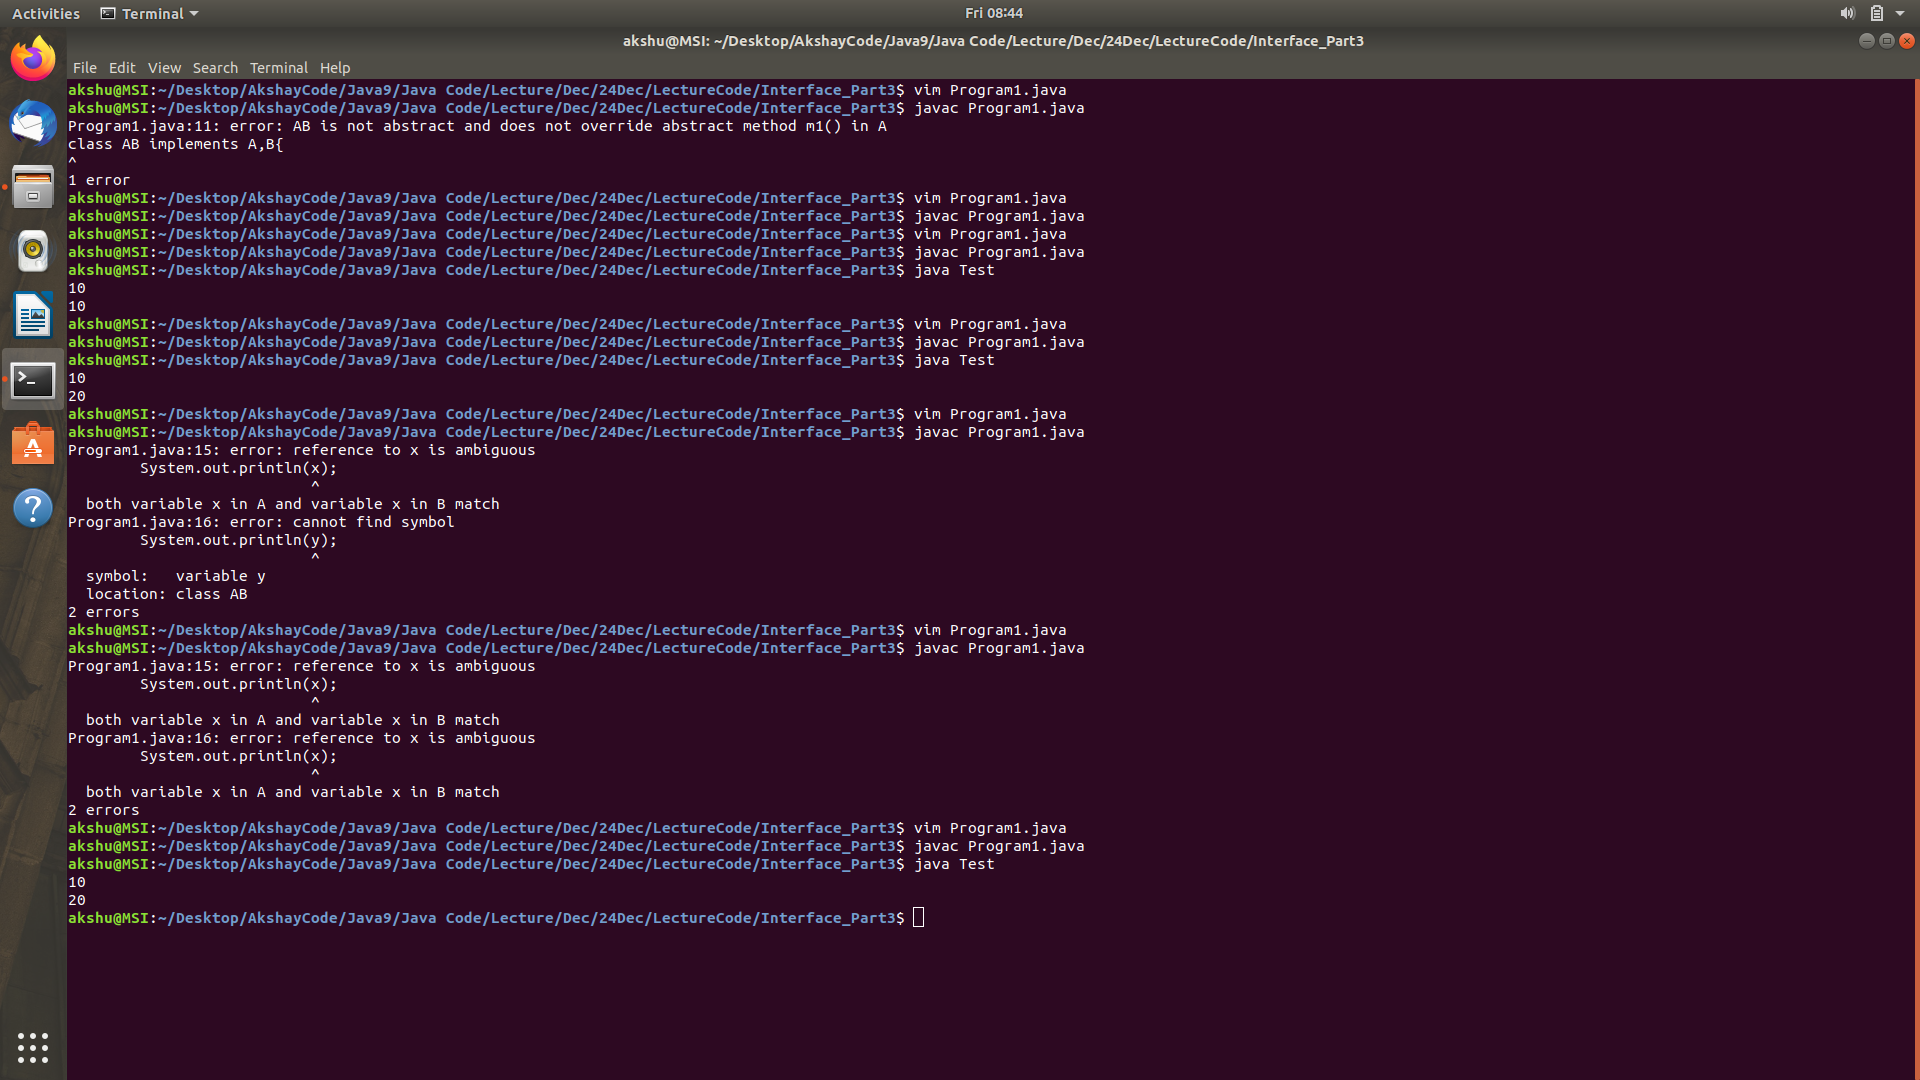 Activities Terminal Fri 08:44
akshu@MSI: ~/Desktop/AkshayCode/Java9/Java Code/Lecture/Dec/24Dec/LectureCode/Interface_Part3
File Edit View Search Terminal Help
akshu@MSI:~/Desktop/AkshayCode/Java9/Java Code/Lecture/Dec/24Dec/LectureCode/Interface_Part3$ vim Program1.java
akshu@MSI:~/Desktop/AkshayCode/Java9/Java Code/Lecture/Dec/24Dec/LectureCode/Interface_Part3$ javac Program1.java
Program1.java:11: error: AB is not abstract and does not override abstract method m1() in A
class AB implements A,B{
^
1 error
akshu@MSI:~/Desktop/AkshayCode/Java9/Java Code/Lecture/Dec/24Dec/LectureCode/Interface_Part3$ vim Program1.java
akshu@MSI:~/Desktop/AkshayCode/Java9/Java Code/Lecture/Dec/24Dec/LectureCode/Interface_Part3$ javac Program1.java
akshu@MSI:~/Desktop/AkshayCode/Java9/Java Code/Lecture/Dec/24Dec/LectureCode/Interface_Part3$ vim Program1.java
akshu@MSI:~/Desktop/AkshayCode/Java9/Java Code/Lecture/Dec/24Dec/LectureCode/Interface_Part3$ javac Program1.java
akshu@MSI:~/Desktop/AkshayCode/Java9/Java Code/Lecture/Dec/24Dec/LectureCode/Interface_Part3$ java Test
10
10
akshu@MSI:~/Desktop/AkshayCode/Java9/Java Code/Lecture/Dec/24Dec/LectureCode/Interface_Part3$ vim Program1.java
akshu@MSI:~/Desktop/AkshayCode/Java9/Java Code/Lecture/Dec/24Dec/LectureCode/Interface_Part3$ javac Program1.java
akshu@MSI:~/Desktop/AkshayCode/Java9/Java Code/Lecture/Dec/24Dec/LectureCode/Interface_Part3$ java Test
10
20
akshu@MSI:~/Desktop/AkshayCode/Java9/Java Code/Lecture/Dec/24Dec/LectureCode/Interface_Part3$ vim Program1.java
akshu@MSI:~/Desktop/AkshayCode/Java9/Java Code/Lecture/Dec/24Dec/LectureCode/Interface_Part3$ javac Program1.java
Program1.java:15: error: reference to x is ambiguous
        System.out.println(x);
                           ^
  both variable x in A and variable x in B match
Program1.java:16: error: cannot find symbol
        System.out.println(y);
                           ^
  symbol:   variable y
  location: class AB
2 errors
akshu@MSI:~/Desktop/AkshayCode/Java9/Java Code/Lecture/Dec/24Dec/LectureCode/Interface_Part3$ vim Program1.java
akshu@MSI:~/Desktop/AkshayCode/Java9/Java Code/Lecture/Dec/24Dec/LectureCode/Interface_Part3$ javac Program1.java
Program1.java:15: error: reference to x is ambiguous
        System.out.println(x);
                           ^
  both variable x in A and variable x in B match
Program1.java:16: error: reference to x is ambiguous
        System.out.println(x);
                           ^
  both variable x in A and variable x in B match
2 errors
akshu@MSI:~/Desktop/AkshayCode/Java9/Java Code/Lecture/Dec/24Dec/LectureCode/Interface_Part3$ vim Program1.java
akshu@MSI:~/Desktop/AkshayCode/Java9/Java Code/Lecture/Dec/24Dec/LectureCode/Interface_Part3$ javac Program1.java
akshu@MSI:~/Desktop/AkshayCode/Java9/Java Code/Lecture/Dec/24Dec/LectureCode/Interface_Part3$ java Test
10
20
akshu@MSI:~/Desktop/AkshayCode/Java9/Java Code/Lecture/Dec/24Dec/LectureCode/Interface_Part3$